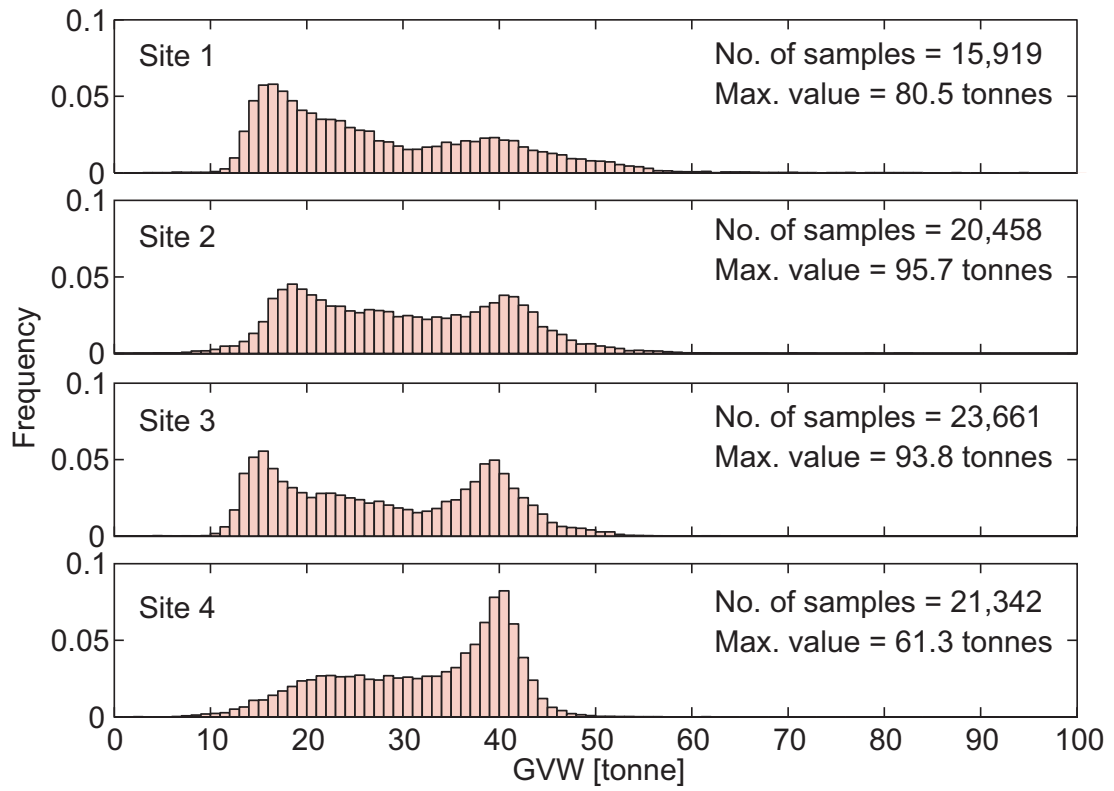 0.1
Site 1
No. of samples = 15,919
Max. value = 80.5 tonnes
0.05
0
0.1
Site 2
No. of samples = 20,458
Max. value = 95.7 tonnes
0.05
0
Frequency
0.1
Site 3
No. of samples = 23,661
Max. value = 93.8 tonnes
0.05
0
0.1
Site 4
No. of samples = 21,342
Max. value = 61.3 tonnes
0.05
0
0 10 20 30 40 50 60 70 80 90 100
GVW [tonne]